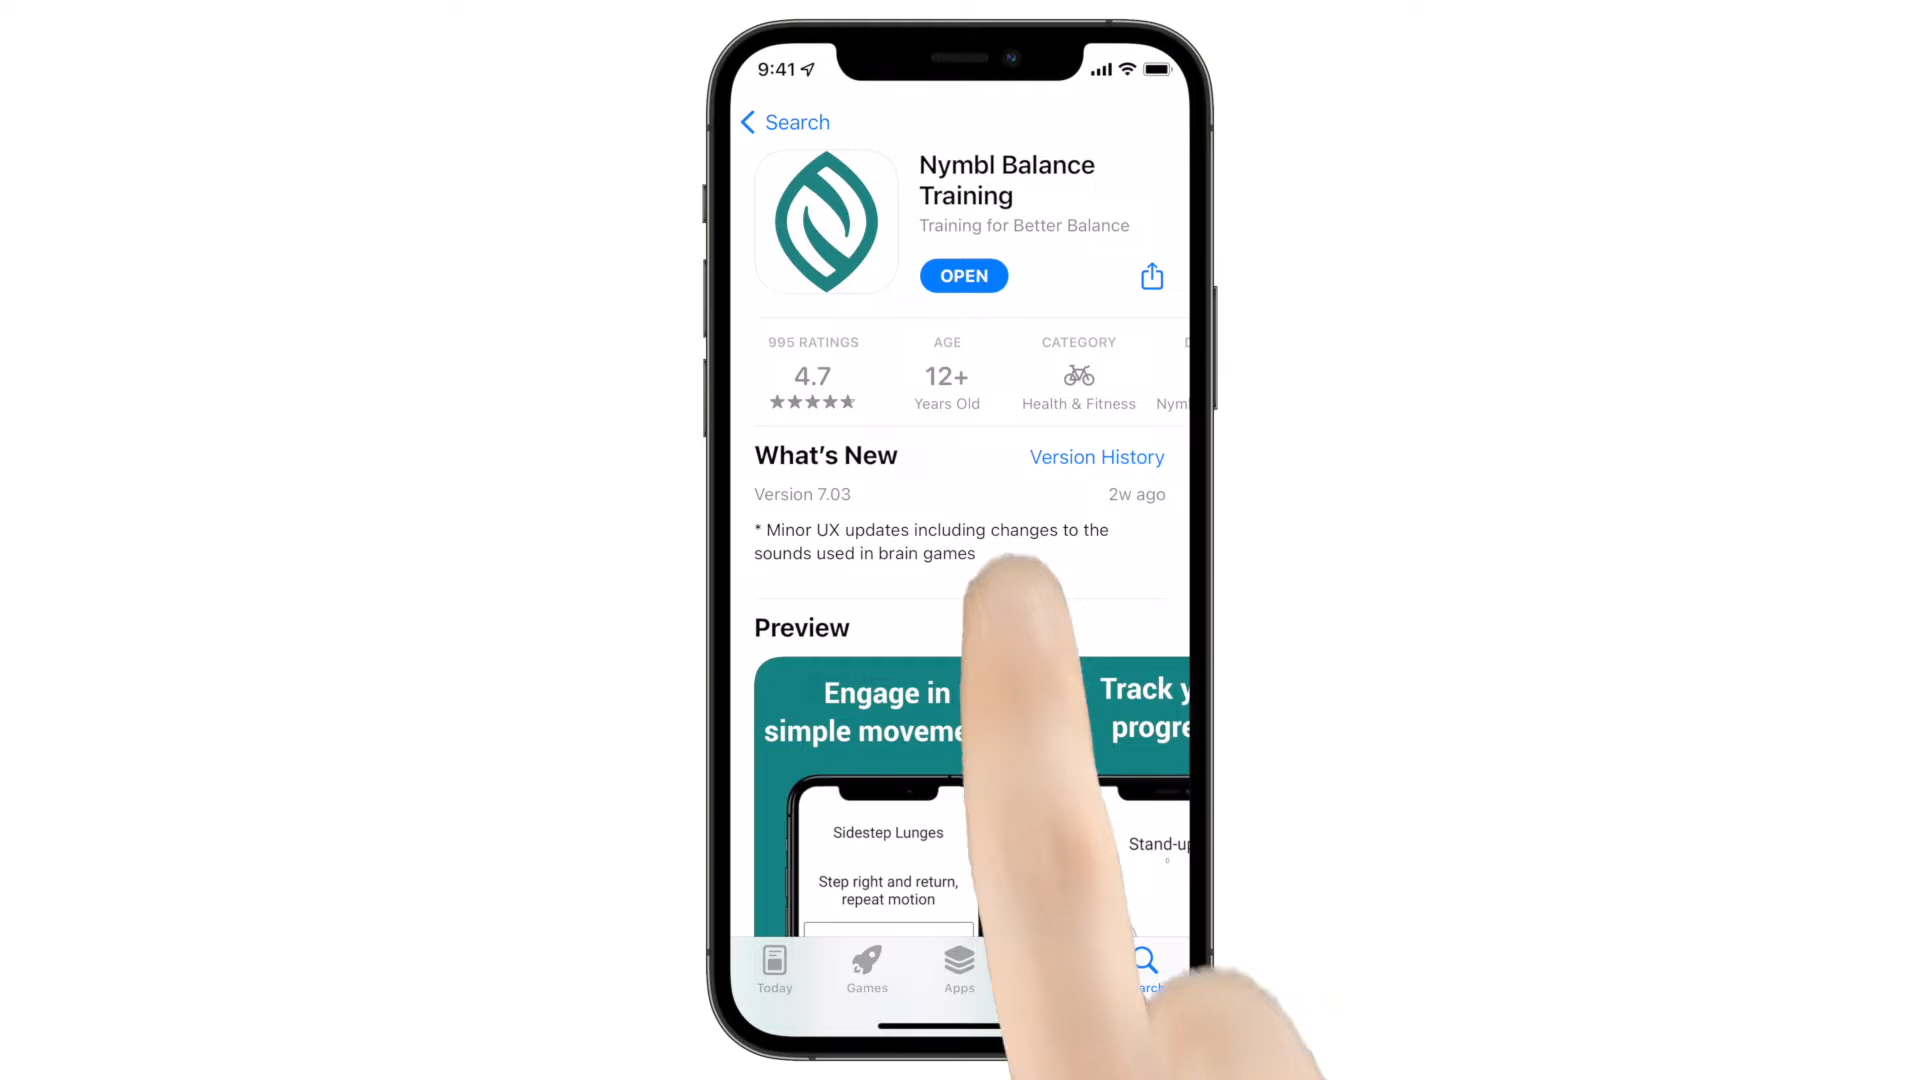 9:41
Search
Nymbl Balance
Training
Training for Better Balance
OPEN
995 RATINGS
4.7
AGE
12+
Years Old
CATEGORY
Health & Fitness
What's New
Version History
Version 7.03
2w ago
* Minor UX updates including changes to the
sounds used in brain games
Preview
Engage in
simple
Track
Sidestep Lunges
Step right and return,
repeat motion
0
Today
Games
Apps